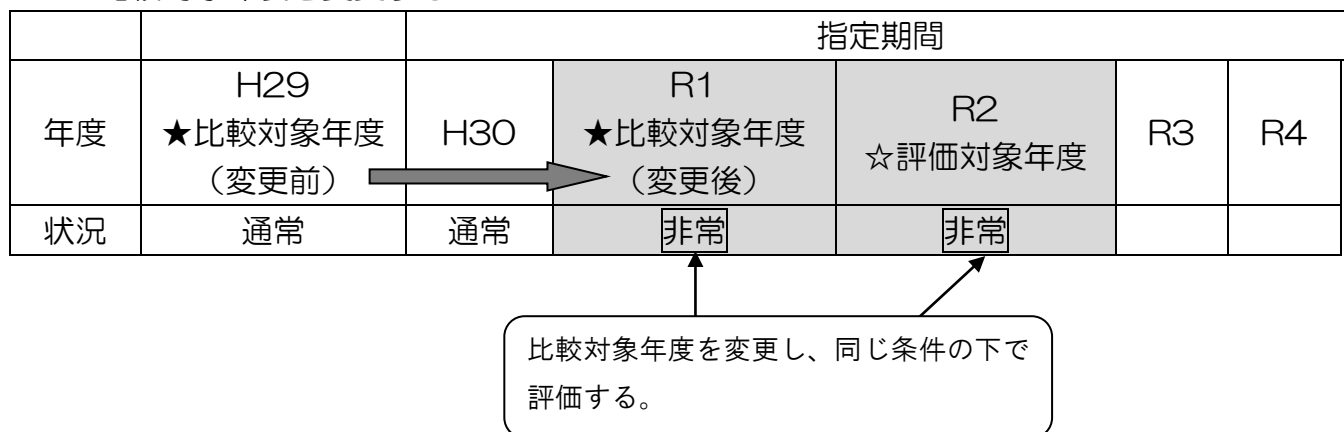 指定期間
年度
H29
★比較対象年度
（変更前）
H30
R1
★比較対象年度
（変更後）
R2
☆評価対象年度
R3
R4
状況
通常
通常
非常
非常
比較対象年度を変更し、同じ条件の下で
評価する。